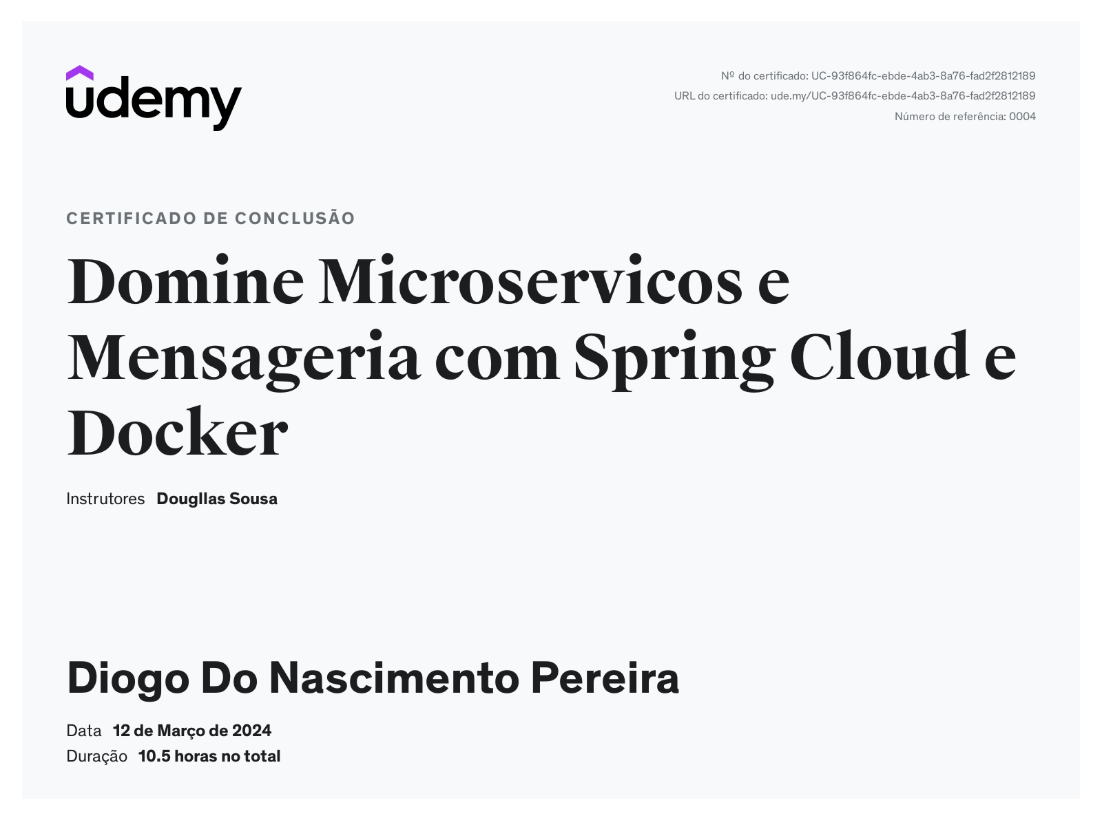 udemy
Nº do certificado: UC-93f864fc-ebde-4ab3-8a76-fad2f2812189
URL do certificado: ude.my/UC-93f864fc-ebde-4ab3-8a76-fad2f2812189
Número de referência: 0004
CERTIFICADO DE CONCLUSÃO
Domine Microservicos e
Mensageria com Spring Cloud e
Docker
Instrutores Dougllas Sousa
Diogo Do Nascimento Pereira
Data 12 de Março de 2024
Duração 10.5 horas no total